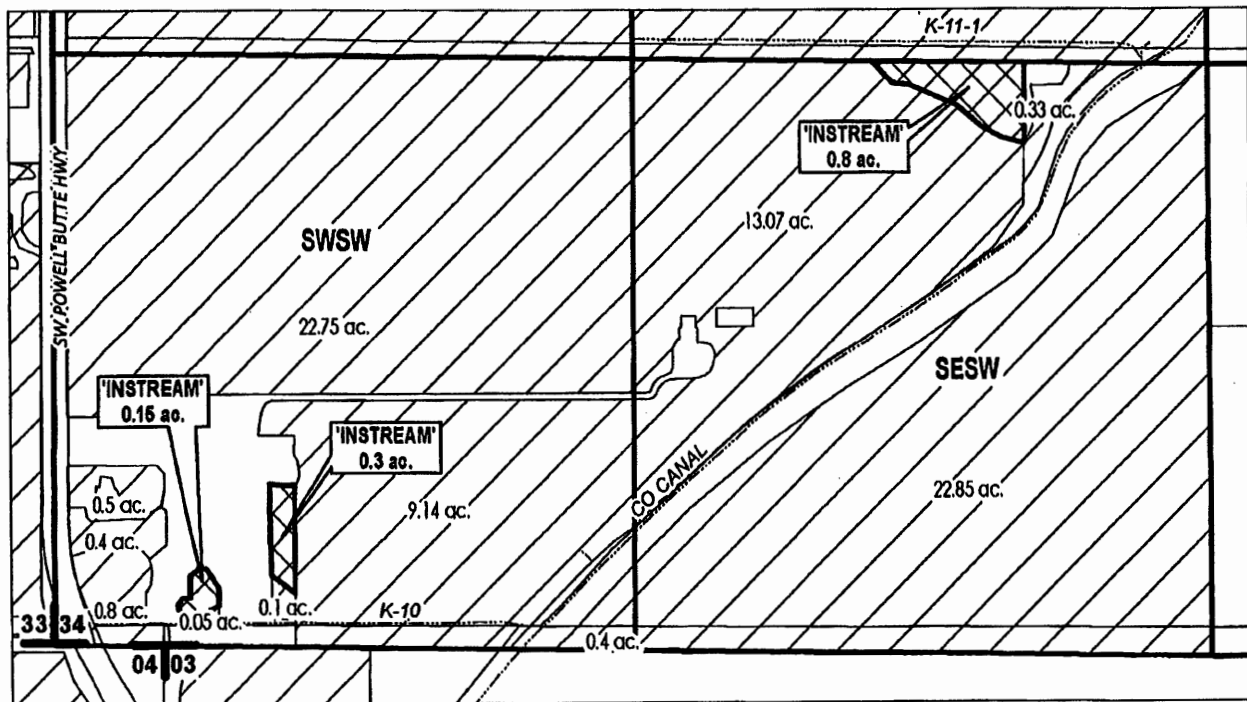 K-11-1
0.33 ac.
'INSTREAM'
0.8 ac.
13.07 ac.
SWSW
SW POWELL BUTTE HWY
22.75 ac.
SESW
'INSTREAM'
0.15 ac.
'INSTREAM'
0.3 ac.
CO CANAL
22.85 ac.
0.5 ac.
9.14 ac.
0.4 ac.
0.8 ac.
0.05 ac.
0.1 ac.
K-10
33 34
0.4 ac.
04 03